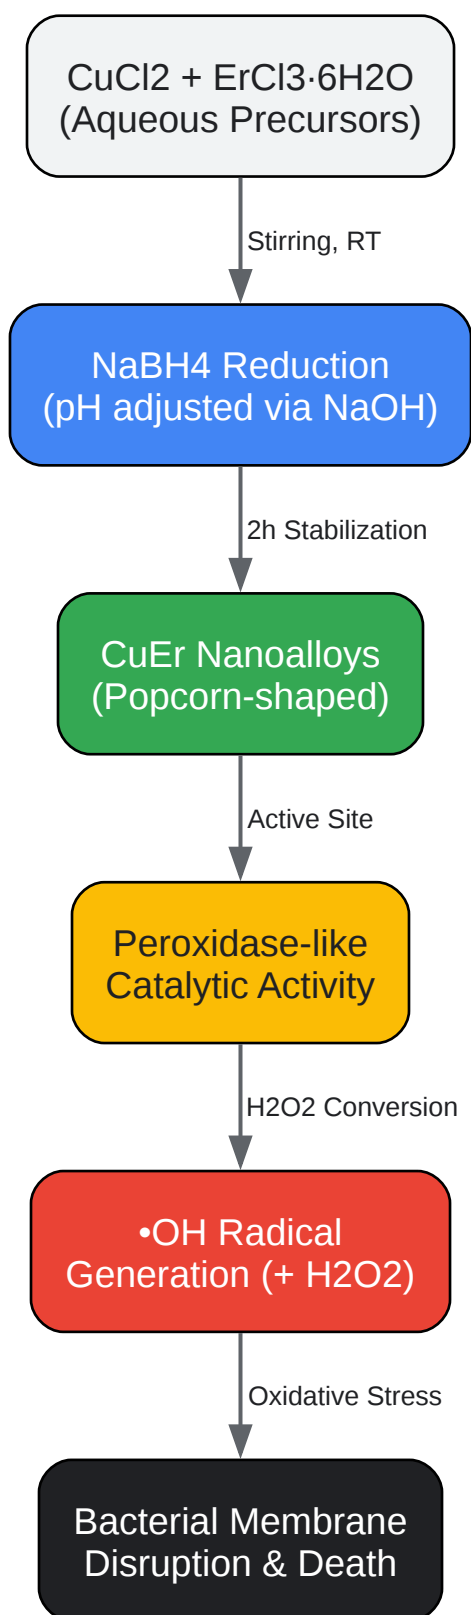 CuCl2 + ErCl3·6H2O
(Aqueous Precursors)
Stirring, RT
NaBH4 Reduction
(pH adjusted via NaOH)
2h Stabilization
CuEr Nanoalloys
(Popcorn-shaped)
Active Site
Peroxidase-like
Catalytic Activity
H2O2 Conversion
•OH Radical
Generation (+ H2O2)
Oxidative Stress
Bacterial Membrane
Disruption & Death